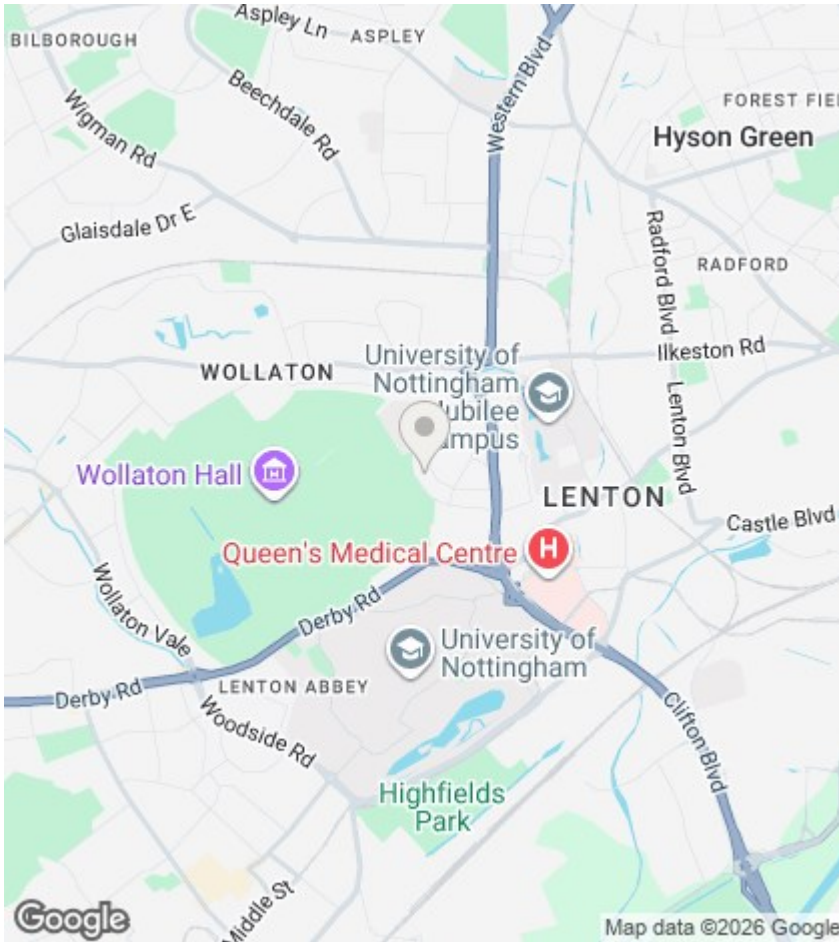 Aspley Ln
ASPLEY
BILBOROUGH
Beechdale Rd
Western Blvd
Wigman Rd
FOREST FIE
Hyson Green
Glaisdale Dr E
Radford Blvd
RADFORD
Ilkeston Rd
WOLLATON
University of
Nottingham
Jubilee
Campus
Lenton Blvd
Wollaton Hall
LENTON
Castle Blvd
Queen's Medical Centre
H
Wollaton Vale
Derby Rd
University of
Nottingham
LENTON ABBEY
Derby Rd
Woodside Rd
Clifton Blvd
Highfields
Park
Middle St
Google
Map data ©2026 Google